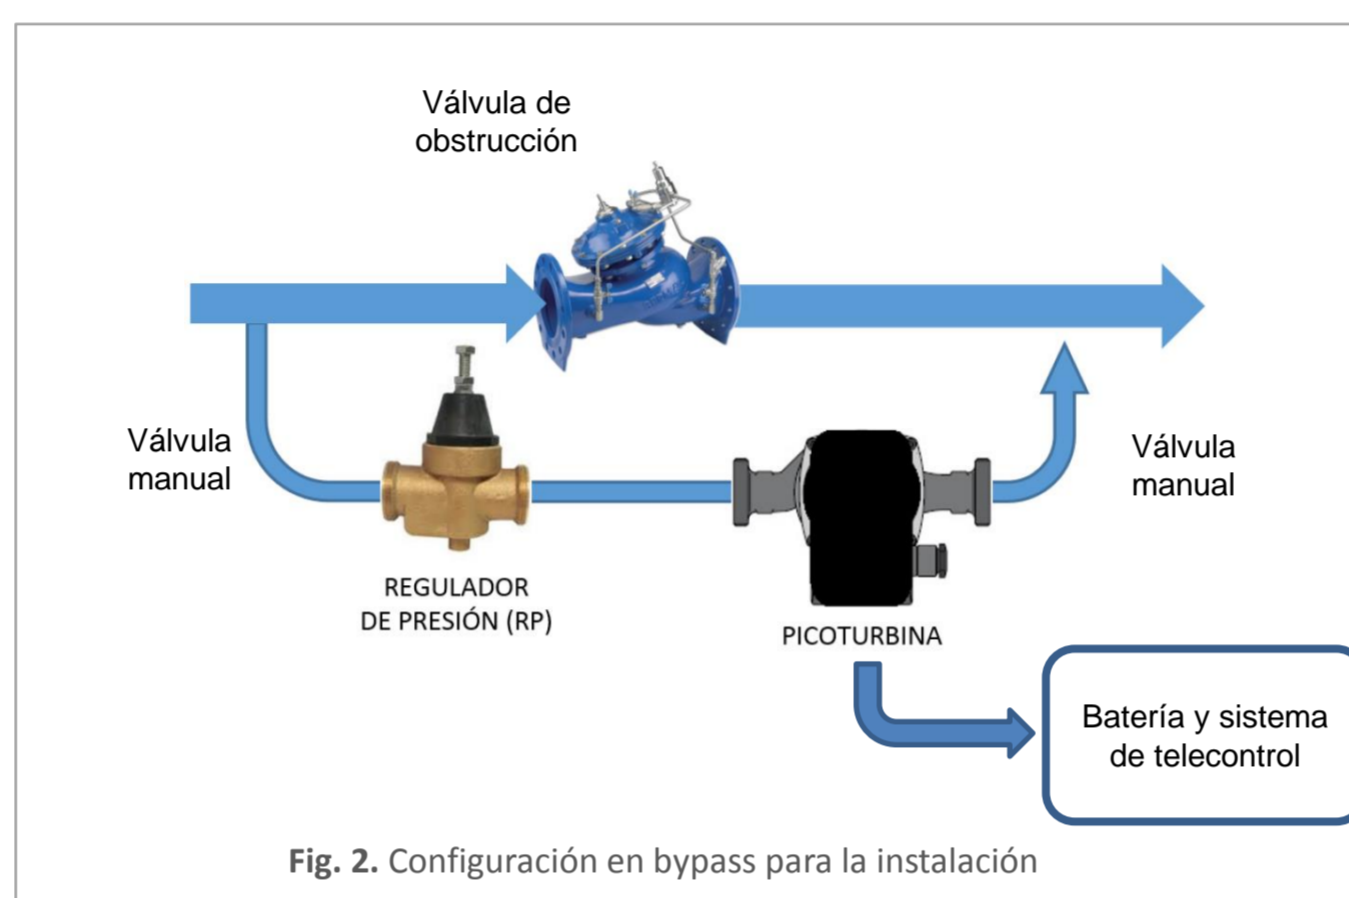 Válvula de
obstrucción
Válvula
manual
Válvula
manual
REGULADOR
DE PRESIÓN (RP)
PICOTURBINA
Batería y sistema
de telecontrol
Fig. 2. Configuración en bypass para la instalación